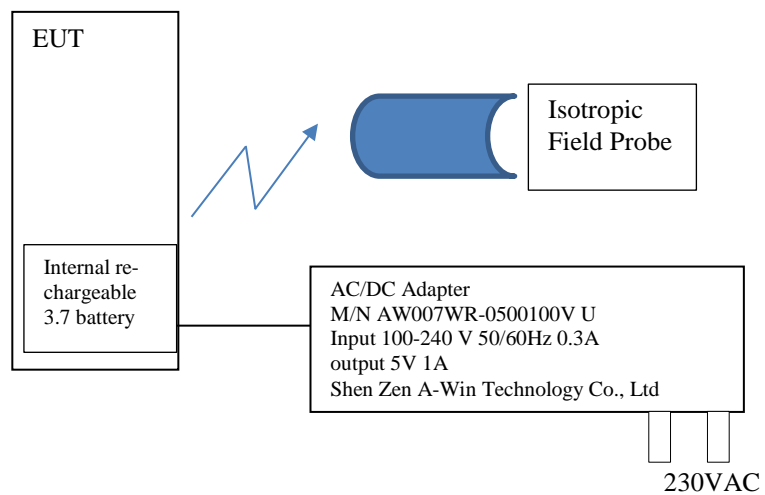 EUT
Isotropic
Field Probe
Internal re-
chargeable
3.7 battery
AC/DC Adapter
M/N AW007WR-0500100V U
Input 100-240 V 50/60Hz 0.3A
output 5V 1A
Shen Zen A-Win Technology Co., Ltd
230VAC